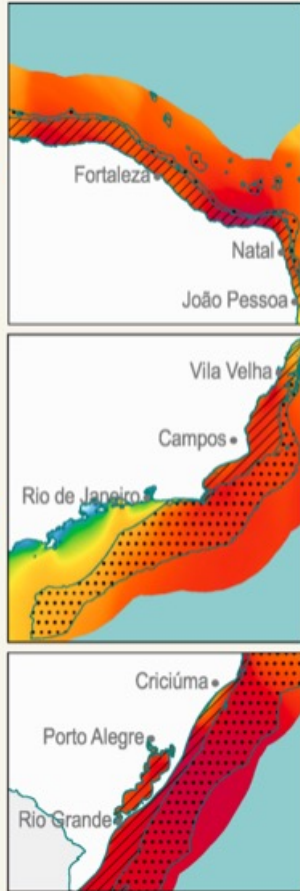 Fortaleza
Natal
João Pessoa
Vila Velha
Campos
Rio de Janeiro
Criciúma
Porto Alegre
Rio Grande